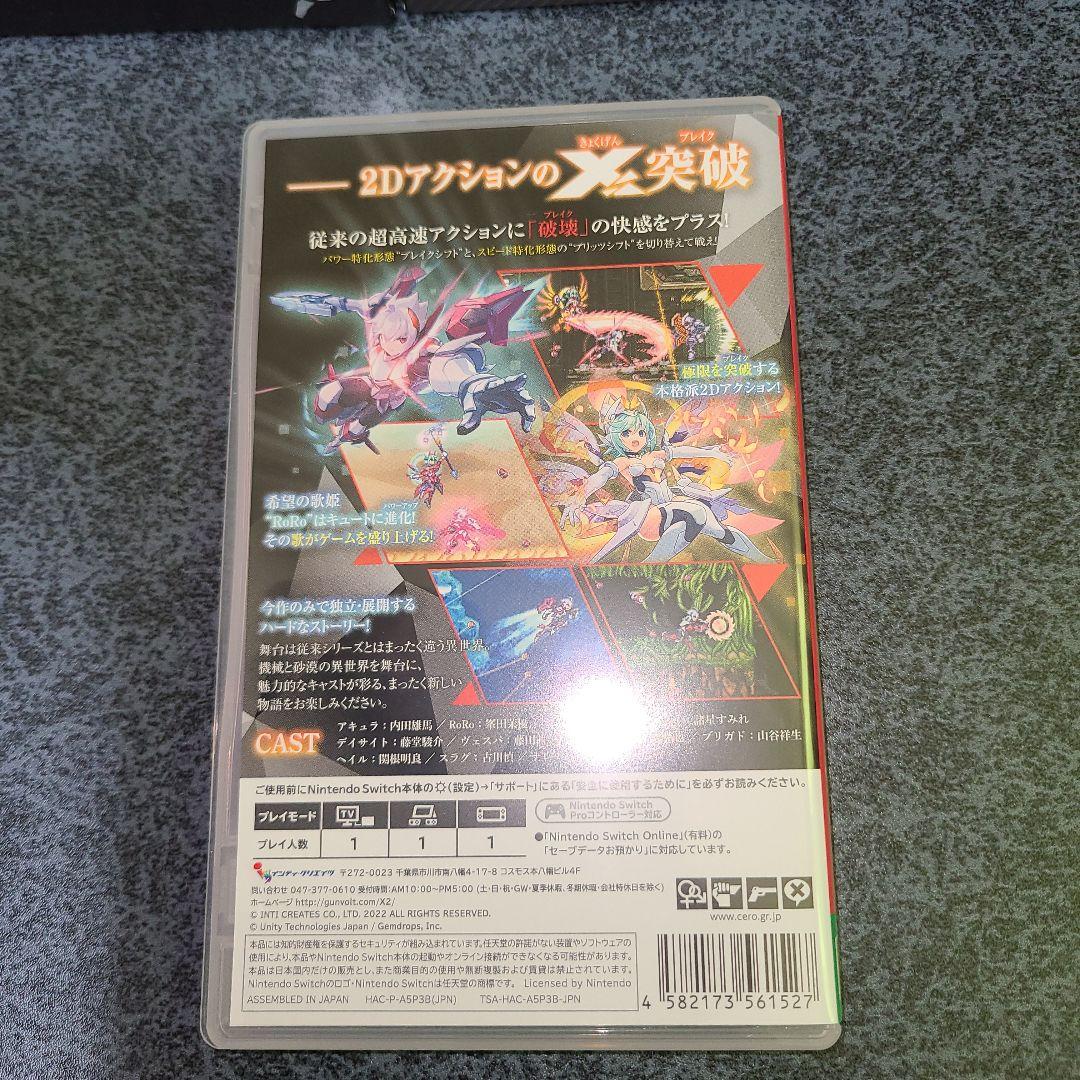 きょくげん ブレイク
― 2DアクションのX2突破
ブレイク
従来の超高速アクションに「破壊」の快感をプラス!
パワー特化形態“ブレイクシフト”と、スピード特化形態の“ブリッツシフト”を切り替えて戦え!
ブレイク
極限を突破する
本格派2Dアクション!
希望の歌姫
パワーアップ
“RoRo”はキュートに進化!
その歌がゲームを盛り上げる!
今作のみで独立・展開する
ハードなストーリー!
舞台は従来シリーズとはまったく違う異世界。
機械と砂漠の異世界を舞台に、
魅力的なキャストが彩る、まったく新しい
物語をお楽しみください。
CAST
アキュラ:内田雄馬/RoRo: 諸星すみれ
デイサイト:藤堂駿介/ヴェスパ: /ブリガド:山谷祥生
ヘイル:関根明良/スラグ:古川慎/
ご使用前にNintendo Switch本体の(設定)→「サポート」にある「安全に使用するために」を必ずお読みください。
プレイモード TV
プレイ人数 1 1 1
Nintendo Switch
Proコントローラー対応
●「Nintendo Switch Online」(有料)の
「セーブデータお預かり」に対応しています。
インティ・クリエイツ 〒272-0023 千葉県市川市南八幡4-17-8 コスモス本八幡ビル4F
問い合わせ 047-377-0610 受付時間:AM10:00~PM5:00 (土・日・祝・GW・夏季休暇、冬期休暇・会社特休日を除く)
ホームページ http://gunvolt.com/X2/
© INTI CREATES CO., LTD. 2022 ALL RIGHTS RESERVED.
© Unity Technologies Japan / Gemdrops, Inc.
www.cero.gr.jp
本品には知的財産権を保護するセキュリティが組み込まれています。任天堂の許諾がない装置やソフトウェアの
使用により、本品やNintendo Switch本体の起動やオンライン接続ができなくなる可能性があります。
本品は日本国内だけの販売とし、また商業目的の使用や無断複製および賃貸は禁止されています。
Nintendo Switchのロゴ・Nintendo Switchは任天堂の商標です。 Licensed by Nintendo
ASSEMBLED IN JAPAN HAC-P-A5P3B(JPN) TSA-HAC-A5P3B-JPN
4 582173 561527